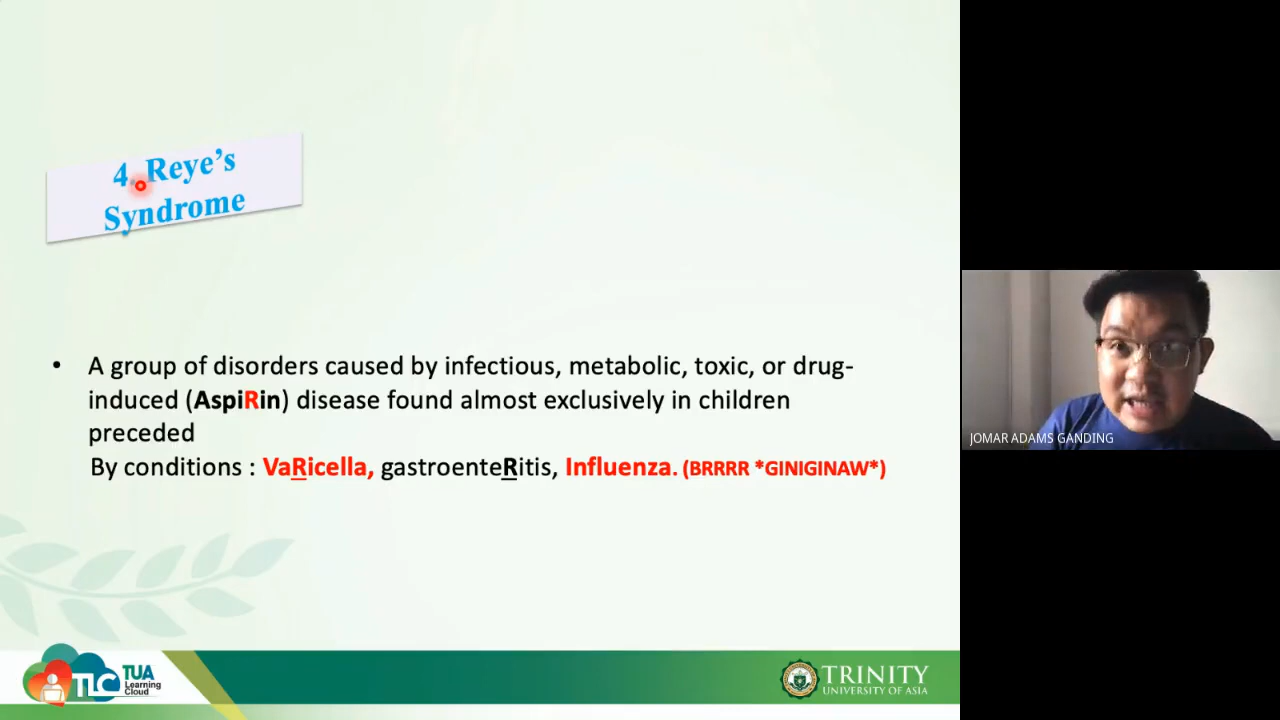 4. Reye’s
Syndrome
• A group of disorders caused by infectious, metabolic, toxic, or drug-
induced (AspiRin) disease found almost exclusively in children
preceded
By conditions : VaRicella, gastroenteRitis, Influenza. (BRRRR *GINIGINAW*)
JOMAR ADAMS GANDING
TLC
TUA
Learning
Cloud
TRINITY
UNIVERSITY OF ASIA